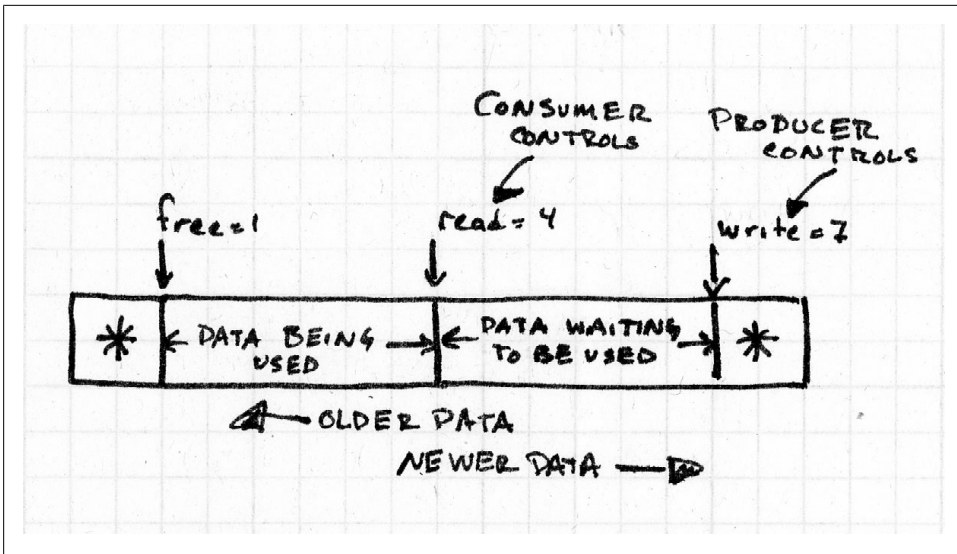 CONSUMER
CONTROLS
PRODUCER
CONTROLS
free=1
read=4
write=7
* DATA BEING
USED
DATA WAITING
TO BE USED *
OLDER DATA
NEWER DATA